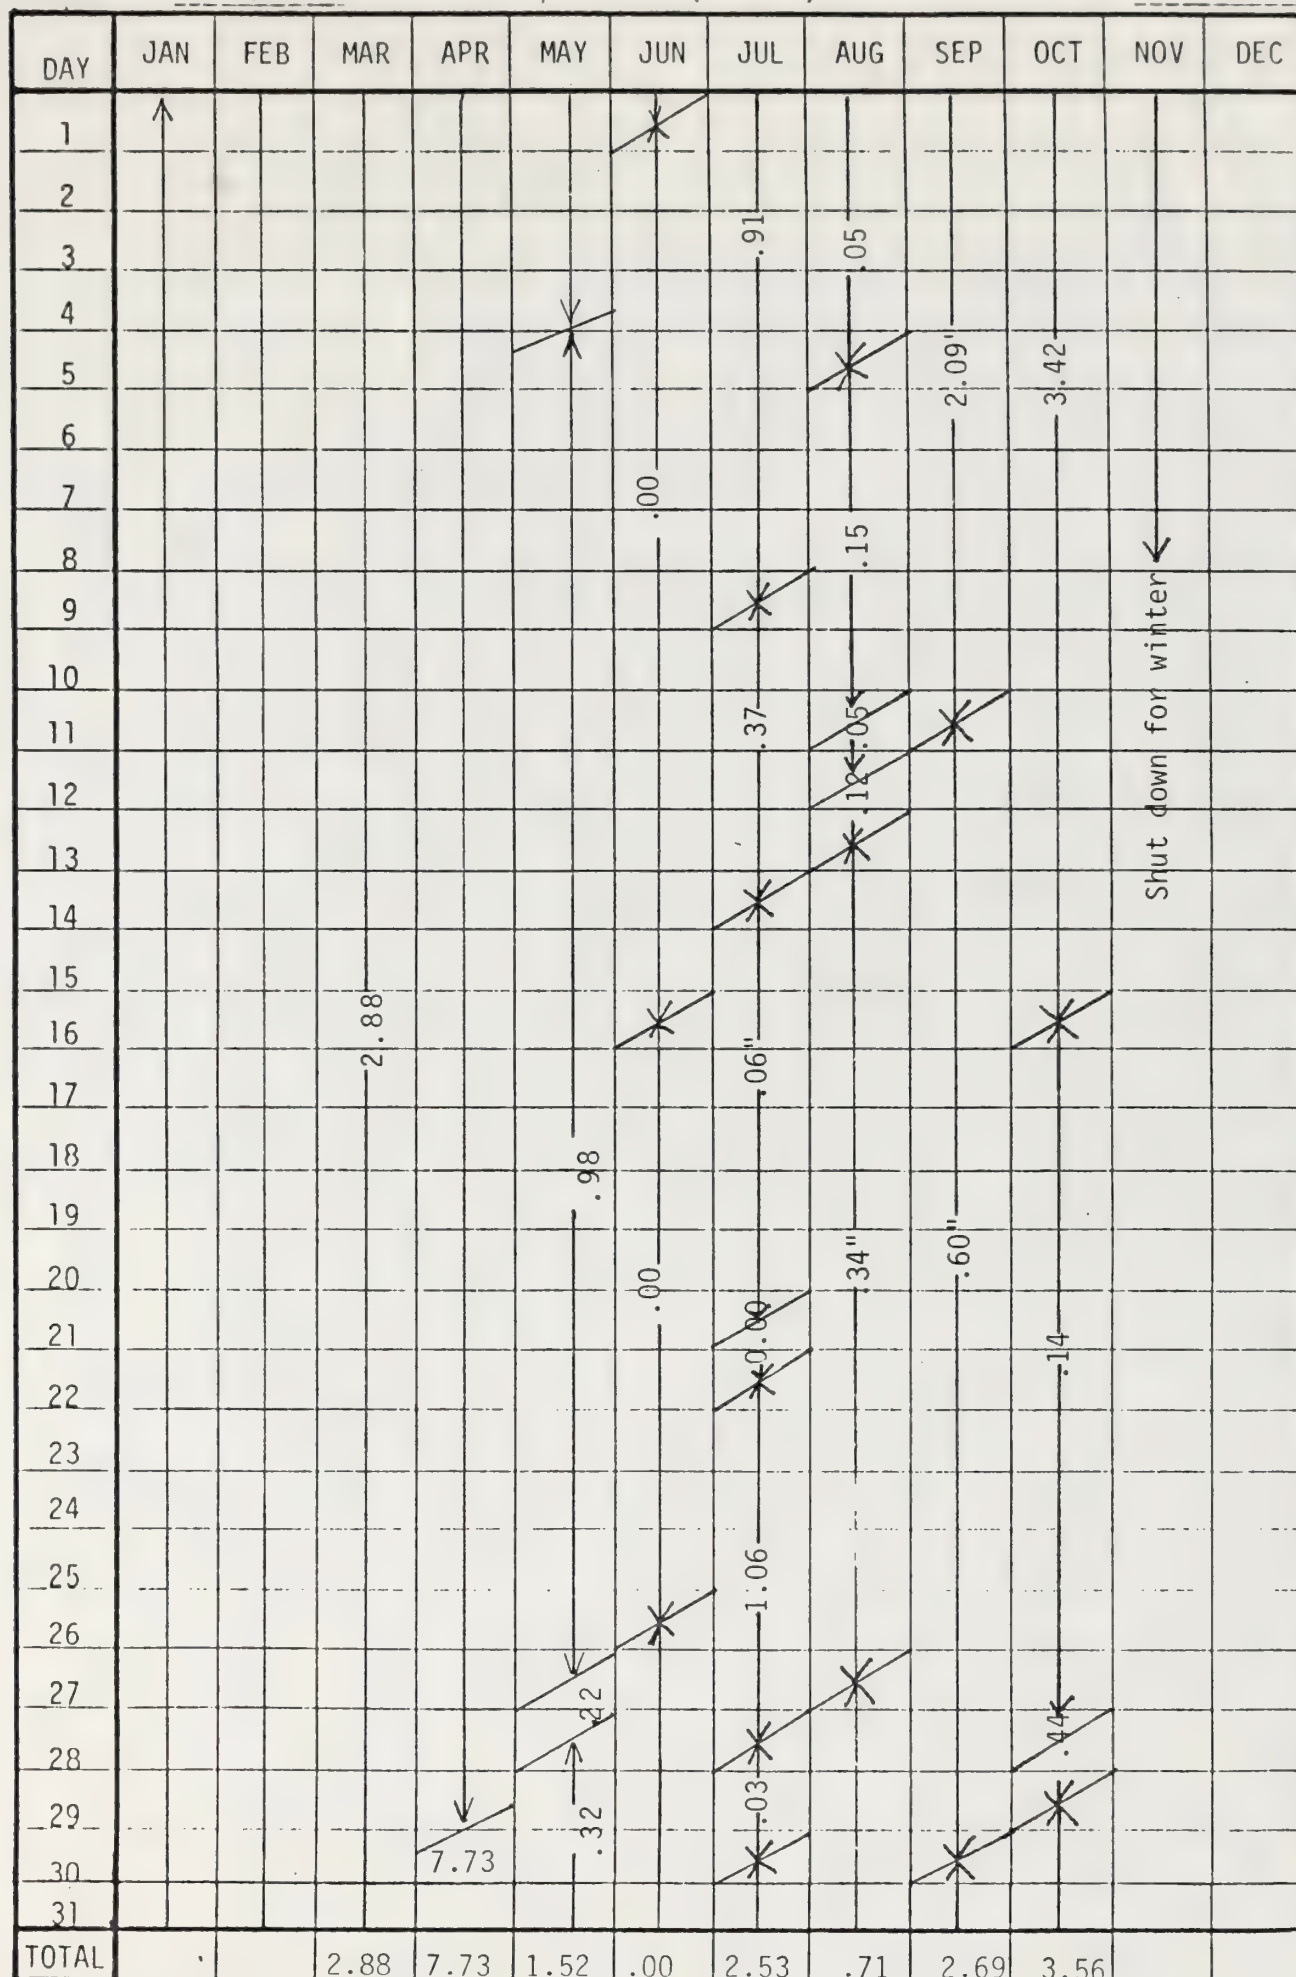 DAY JAN FEB MAR APR MAY JUN JUL AUG SEP OCT NOV DEC
1
2
3 .91 .05
4
5 2.09" 3.42
6
7 .00
8 .15
9
10
11 .37 .05
12 .12
13 Shut down for winter
14
15
16 2.88
17 .06"
18
19 .98
20 .00 .34" .60"
21 0.00 .14
22
23
24
25 1.06
26
27 .22
28 .44
29 .32 .03
30 7.73
31
TOTAL 2.88 7.73 1.52 .00 2.53 .71 2.69 3.56